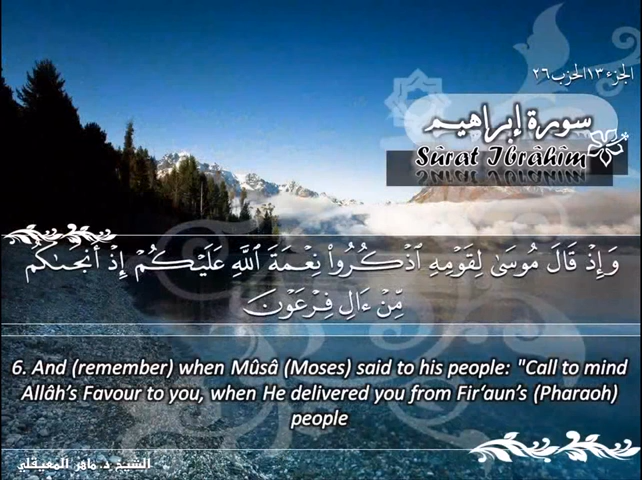 الجزء ١٣ الحزب ٢٦
سورة إبراهيم
Sûrat Ibrâhîm
وَإِذْ قَالَ مُوسَىٰ لِقَوْمِهِ ٱذْكُرُوا۟ نِعْمَةَ ٱللَّهِ عَلَيْكُمْ إِذْ أَنجَىٰكُم
مِّنْ ءَالِ فِرْعَوْنَ
6. And (remember) when Mûsâ (Moses) said to his people: "Call to mind
Allâh's Favour to you, when He delivered you from Fir‘aun's (Pharaoh)
people
الشيخ د. ماهر المعيقلي